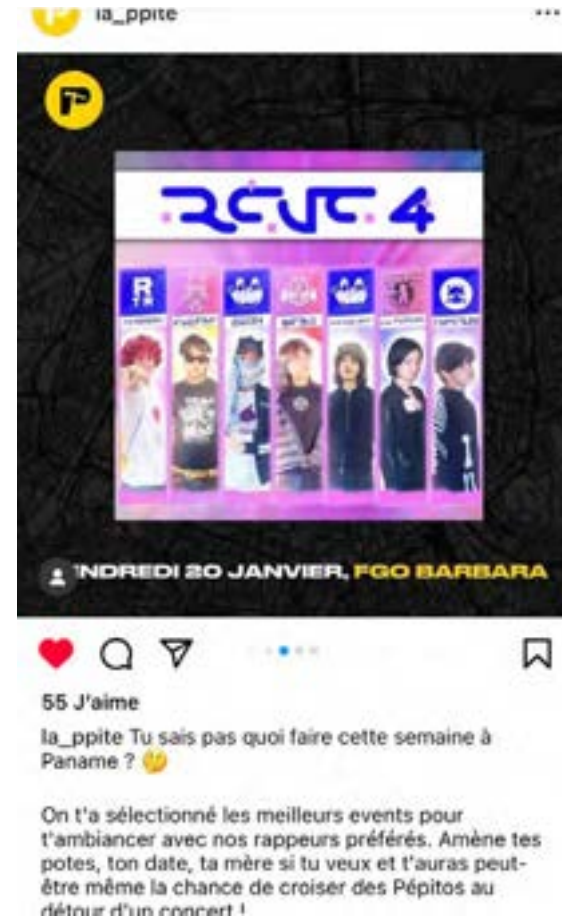 la_ppite
RÊVE 4
NDREDI 20 JANVIER, FGO BARBARA
55 J'aime
la_ppite Tu sais pas quoi faire cette semaine à
Paname ? 🤔
On t'a sélectionné les meilleurs events pour
t'ambiancer avec nos rappeurs préférés. Amène tes
potes, ton date, ta mère si tu veux et t'auras peut-
être même la chance de croiser des Pépitos au
détour d'un concert !